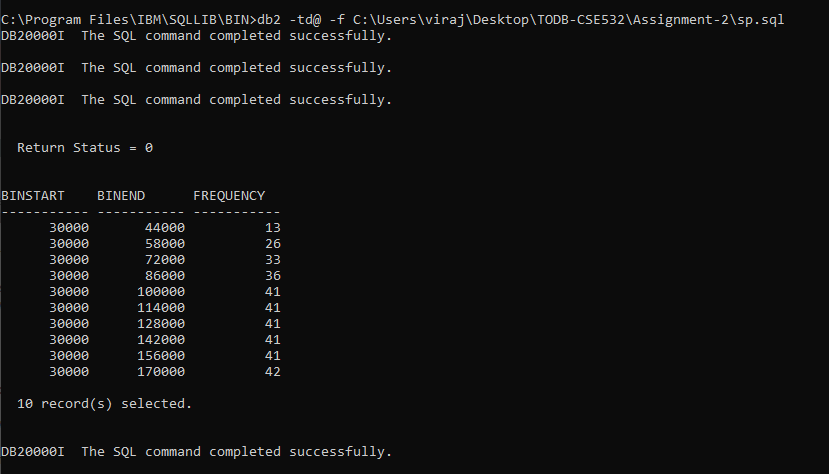 C:\Program Files\IBM\SQLLIB\BIN>db2 -td@ -f C:\Users\viraj\Desktop\TODB-CSE532\Assignment-2\sp.sql
DB20000I  The SQL command completed successfully.
DB20000I  The SQL command completed successfully.
DB20000I  The SQL command completed successfully.
Return Status = 0
BINSTART    BINEND      FREQUENCY
----------- ----------- -----------
      30000       44000          13
      30000       58000          26
      30000       72000          33
      30000       86000          36
      30000      100000          41
      30000      114000          41
      30000      128000          41
      30000      142000          41
      30000      156000          41
      30000      170000          42
10 record(s) selected.
DB20000I  The SQL command completed successfully.